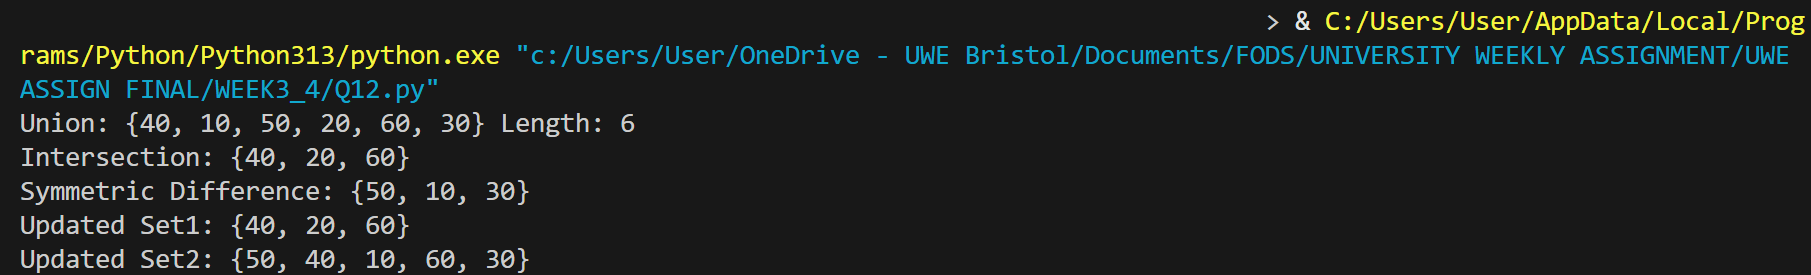 > & C:/Users/User/AppData/Local/Prog
rams/Python/Python313/python.exe "c:/Users/User/OneDrive - UWE Bristol/Documents/FODS/UNIVERSITY WEEKLY ASSIGNMENT/UWE
ASSIGN FINAL/WEEK3_4/Q12.py"
Union: {40, 10, 50, 20, 60, 30} Length: 6
Intersection: {40, 20, 60}
Symmetric Difference: {50, 10, 30}
Updated Set1: {40, 20, 60}
Updated Set2: {50, 40, 10, 60, 30}